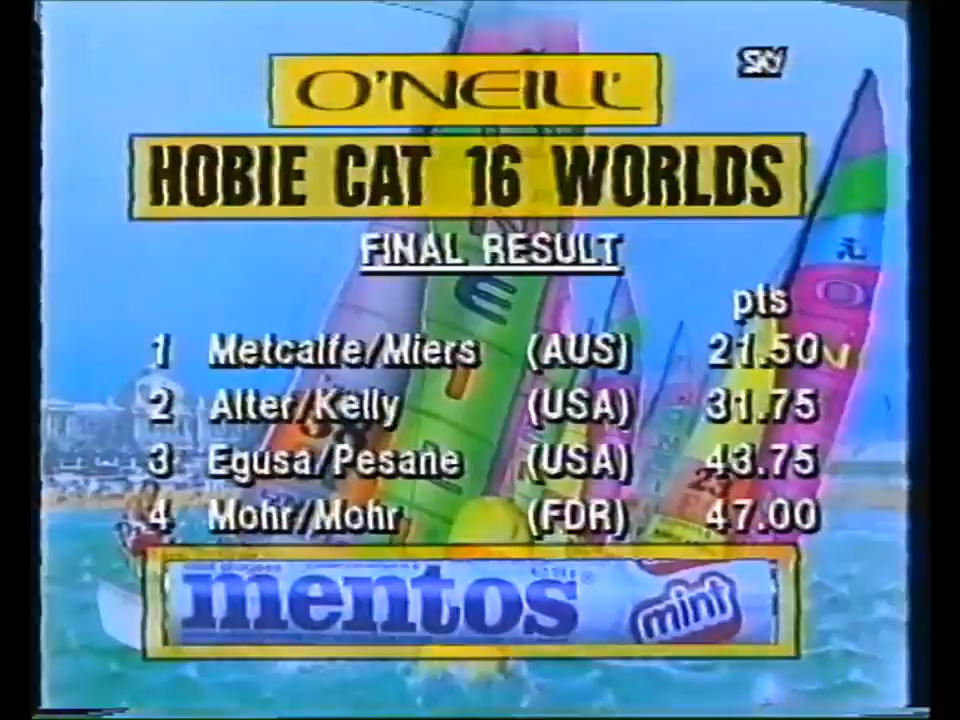 SKY
O'NEILL
HOBIE CAT 16 WORLDS
FINAL RESULT
pts
1 Metcalfe/Miers (AUS) 21.50
2 Alter/Kelly (USA) 31.75
3 Egusa/Pesane (USA) 43.75
4 Mohr/Mohr (FDR) 47.00
mentos
mint